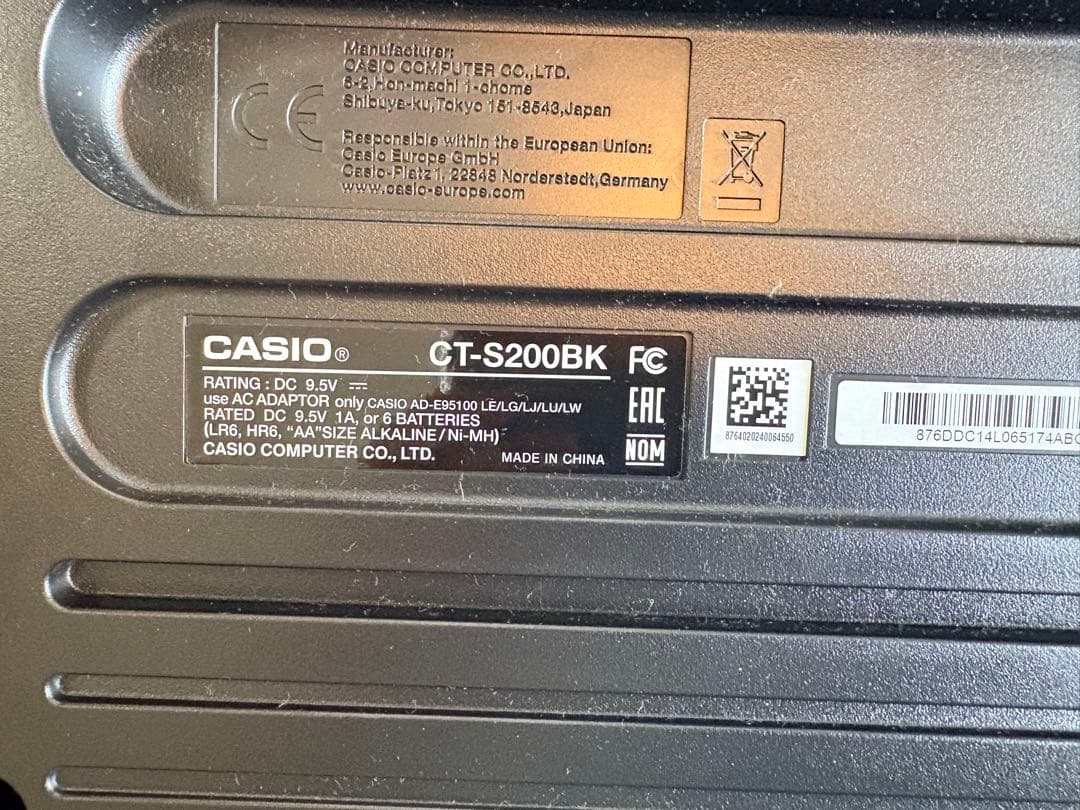 Manufacturer:
CASIO COMPUTER CO.,LTD.
6-2,Hon-machi 1-chome
Shibuya-ku,Tokyo 151-8543,Japan
CE
Responsible within the European Union:
Casio Europe GmbH
Casio-Platz1, 22848 Norderstedt,Germany
www.casio-europe.com
CASIO® CT-S200BK FC
RATING : DC 9.5V
use AC ADAPTOR only CASIO AD-E95100 LE/LG/LJ/LU/LW
RATED DC 9.5V 1A, or 6 BATTERIES
(LR6, HR6, “AA”SIZE ALKALINE / Ni-MH)
CASIO COMPUTER CO., LTD. MADE IN CHINA
EAC
NOM
8764020240064550
876DDC14L065174ABC